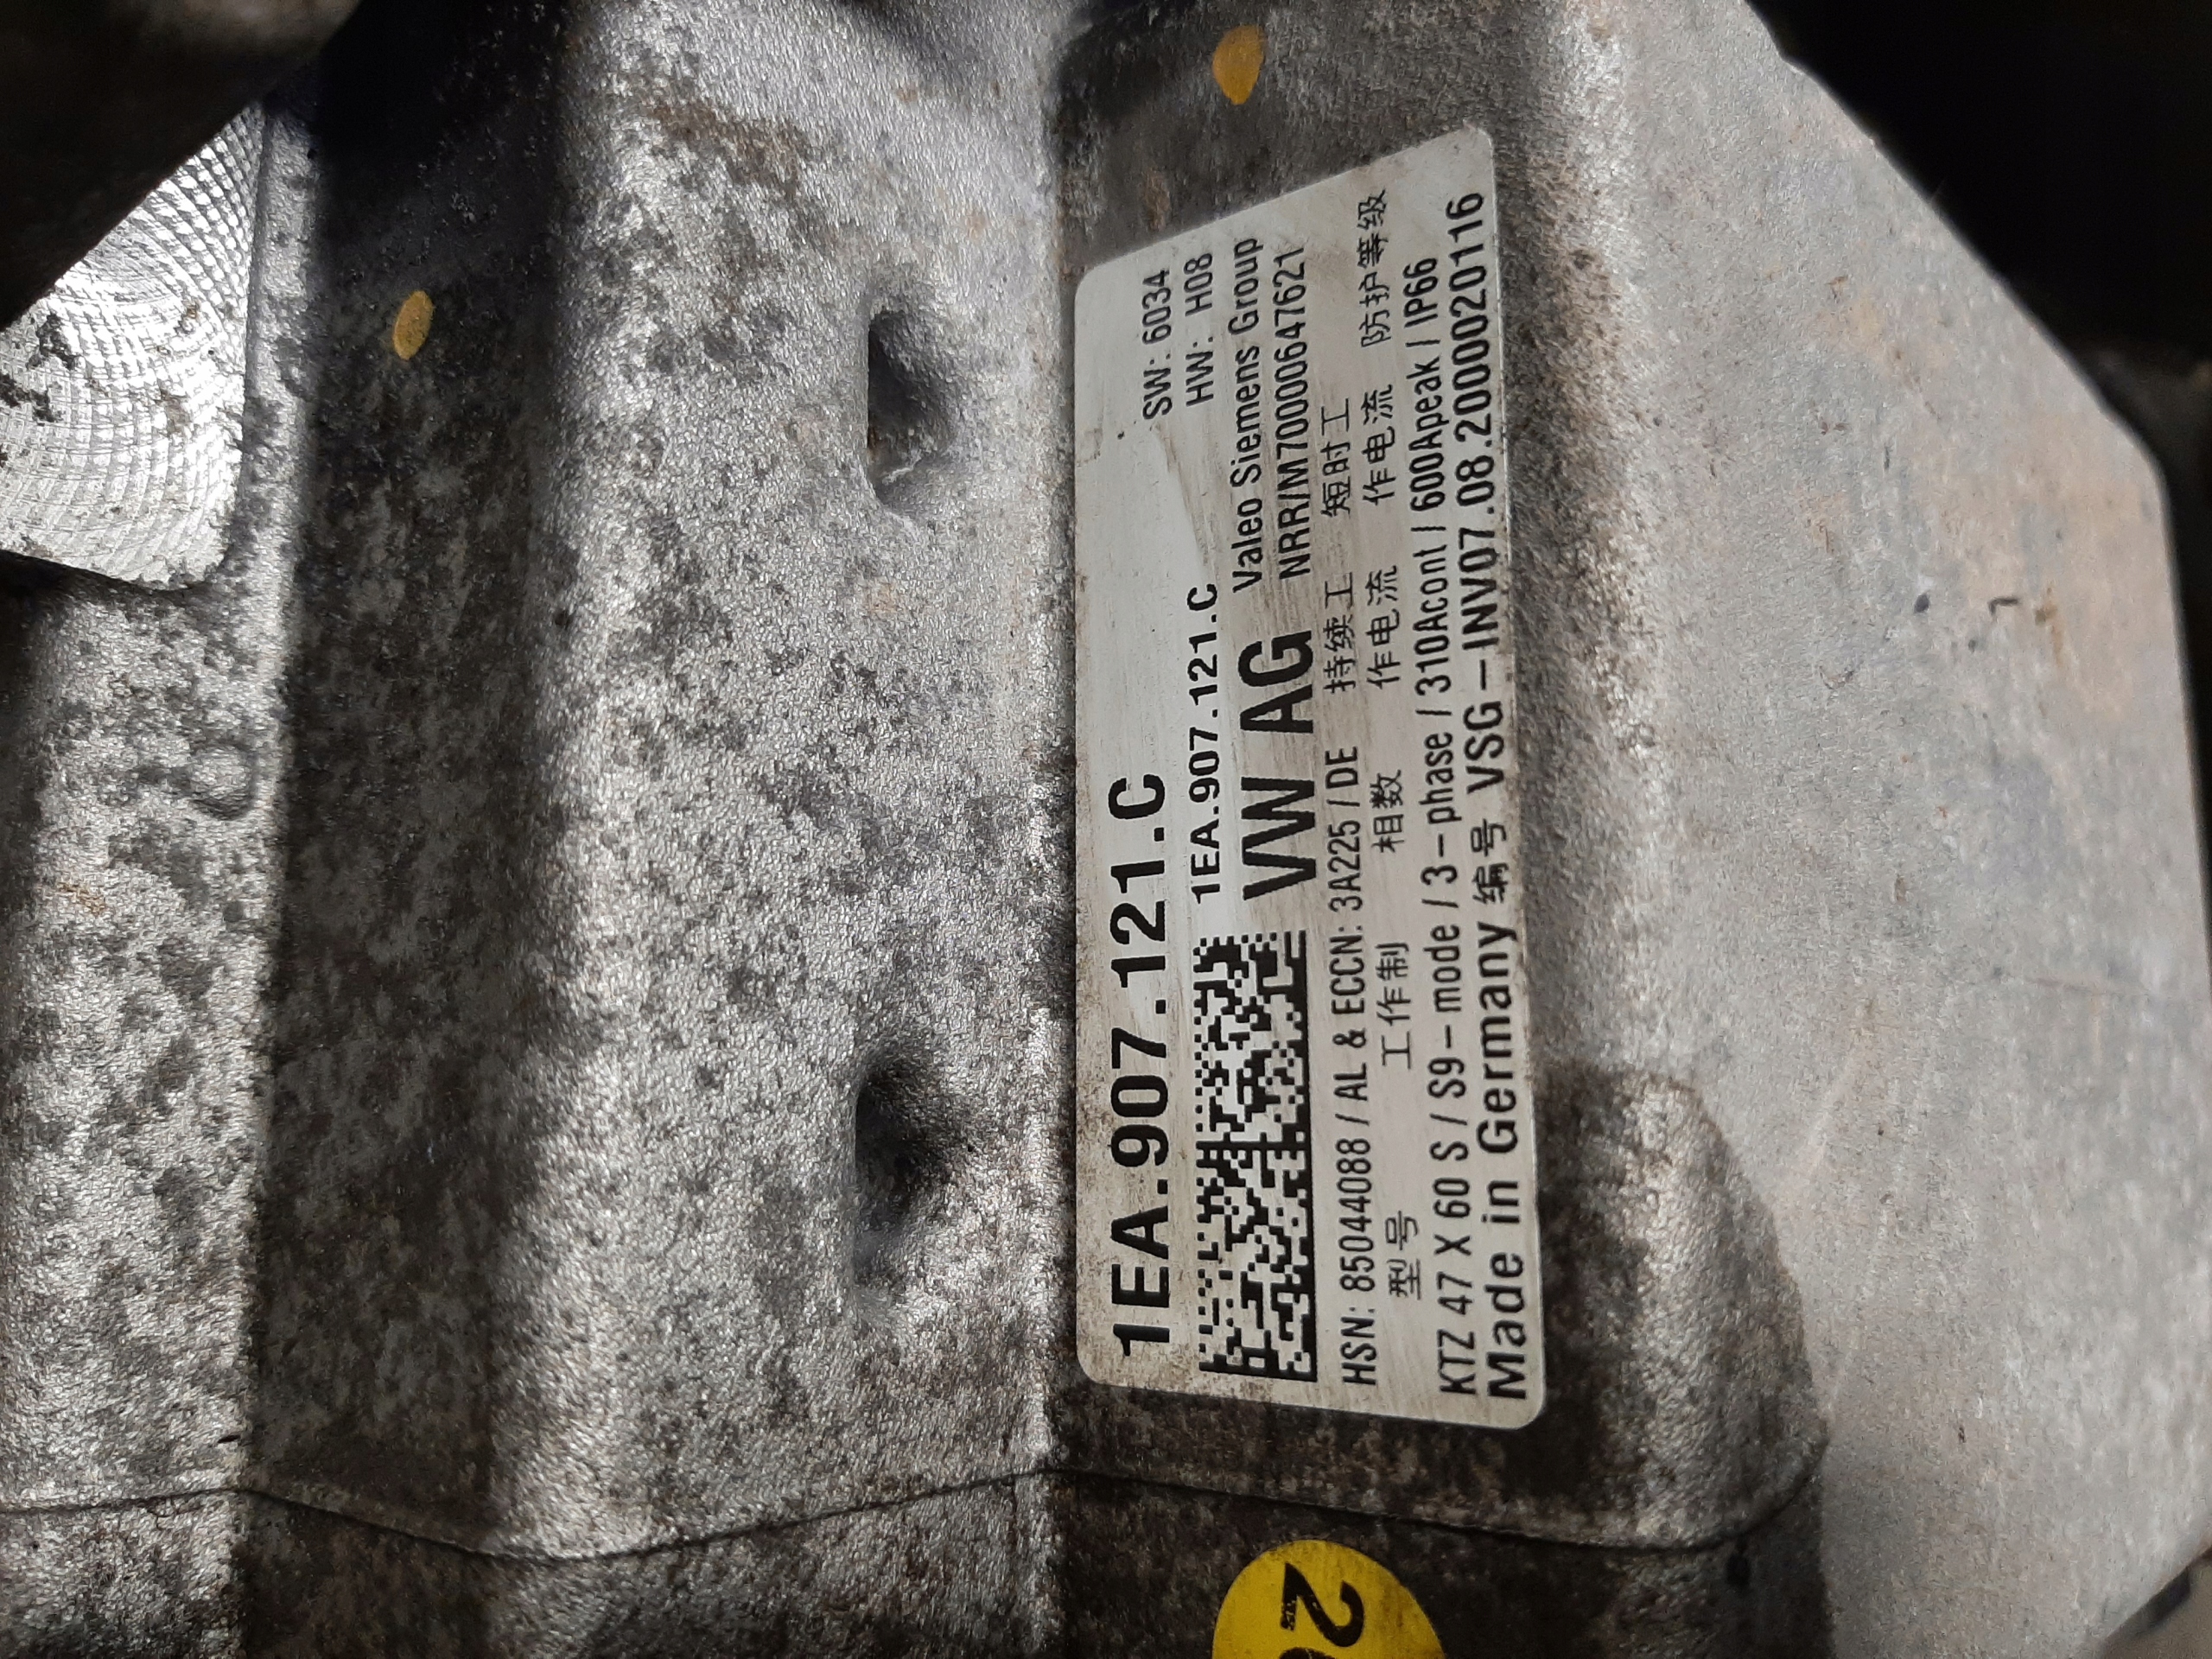 1EA.907.121.C
SW: 6034
1EA.907.121.C
HW: H08
VW AG
Valeo Siemens Group
NRR/M70006476​21
HSN: 85044088 / AL & ECCN: 3A225 / DE
持续工 短时工
型号 工作制 相数 作电流 作电流 防护等级
KTZ 47 X 60 S / S9-mode / 3-phase / 310Acont / 600Apeak / IP66
Made in Germany 编号 VSG-INV07.08.2000020116